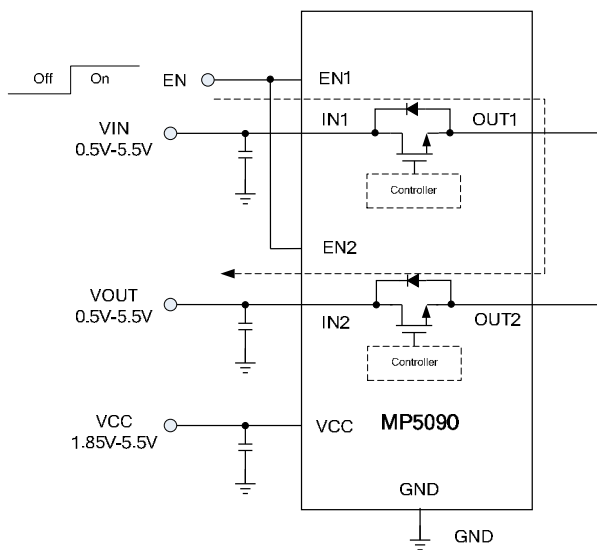 Off
On
EN
EN1
VIN
0.5V-5.5V
IN1
OUT1
Controller
EN2
VOUT
0.5V-5.5V
IN2
OUT2
Controller
VCC
1.85V-5.5V
VCC
MP5090
GND
GND